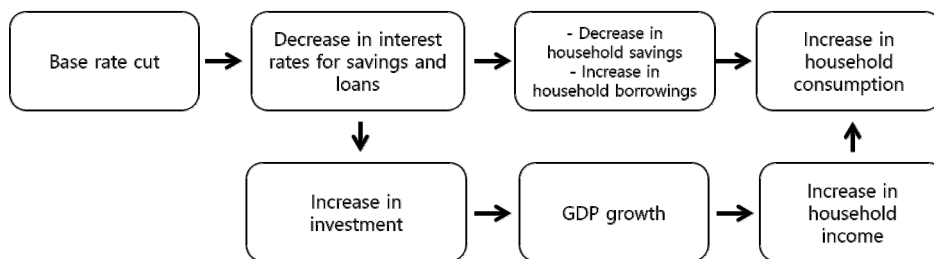 Base rate cut
Decrease in interest
rates for savings and
loans
- Decrease in
household savings
- Increase in
household borrowings
Increase in
household
consumption
Increase in
investment
GDP growth
Increase in
household
income